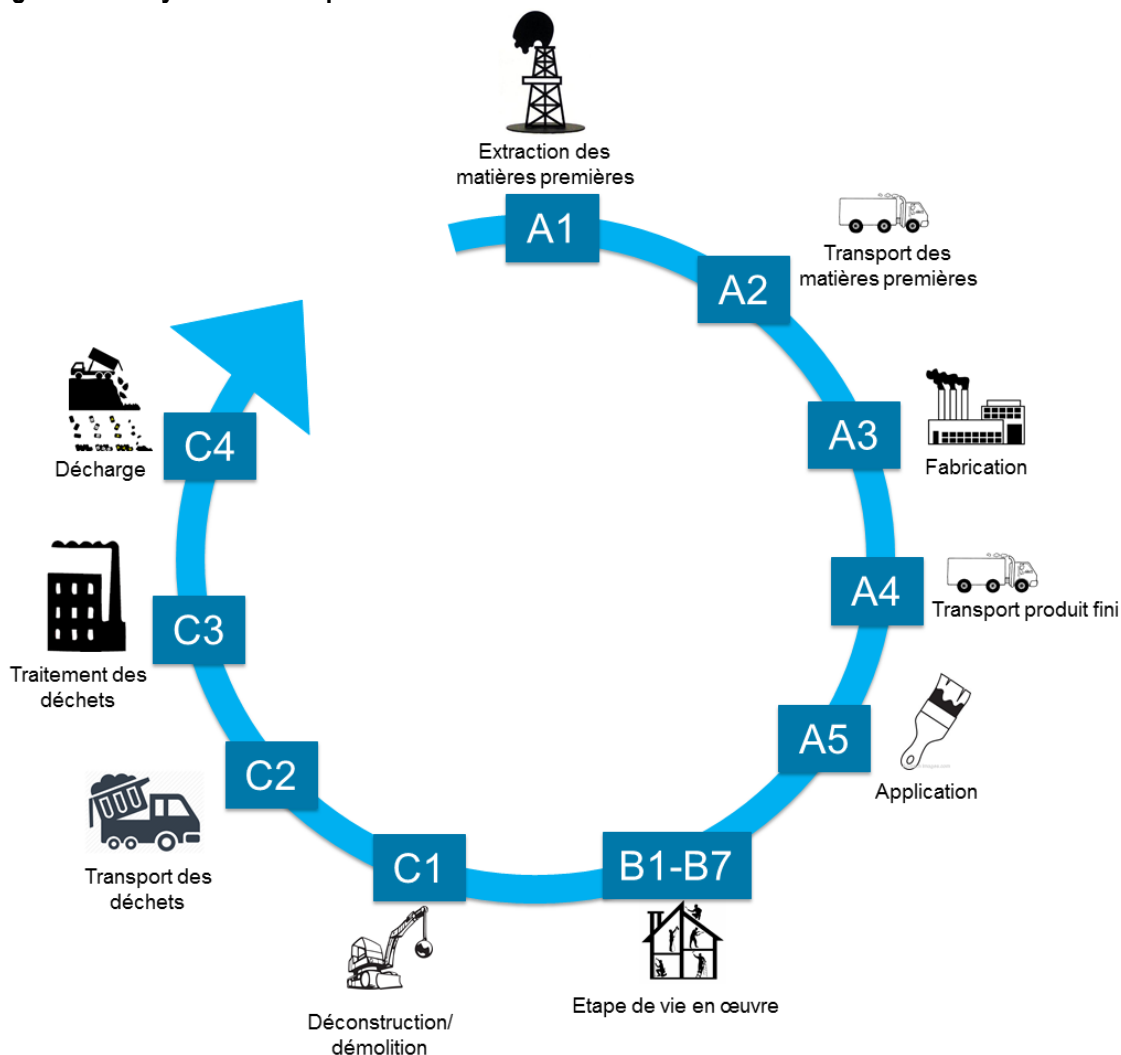 Extraction des
matières premières
A1
Transport des
matières premières
A2
A3
Fabrication
A4
Transport produit fini
A5
Application
B1-B7
Etape de vie en œuvre
C1
Déconstruction/
démolition
C2
Transport des
déchets
C3
Traitement des
déchets
C4
Décharge